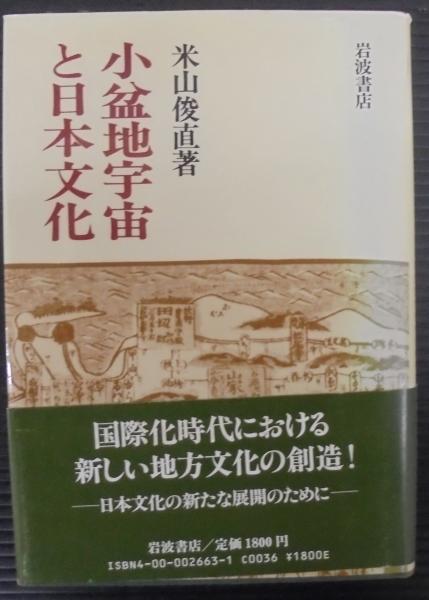 岩波書店
米山俊直著
小盆地宇宙
と日本文化
国際化時代における
新しい地方文化の創造!
―日本文化の新たな展開のために―
岩波書店/定価1800円
ISBN4-00-002663-1 C0036 ¥1800E